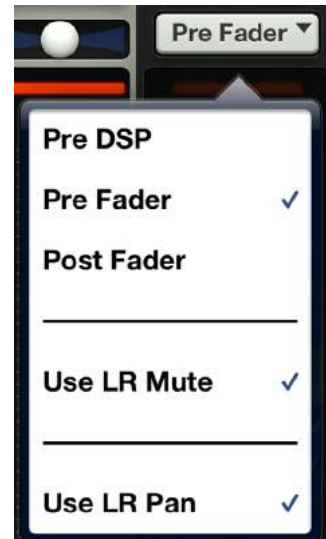 Pre Fader
Pre DSP
Pre Fader
Post Fader
Use LR Mute
Use LR Pan